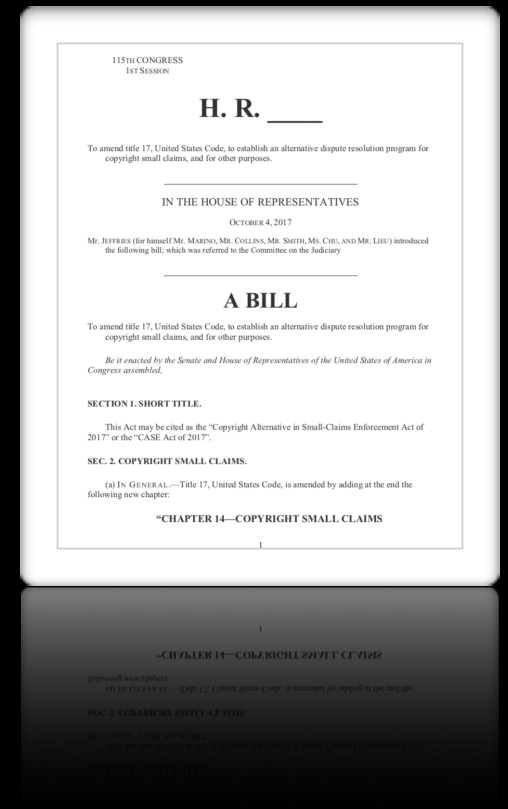 115TH CONGRESS
1ST SESSION
H. R. ____
To amend title 17, United States Code, to establish an alternative dispute resolution program for
copyright small claims, and for other purposes.
IN THE HOUSE OF REPRESENTATIVES
OCTOBER 4, 2017
Mr. JEFFRIES (for himself Mr. MARINO, MR. COLLINS, MR. SMITH, MS. CHU, AND MR. LIEU) introduced
the following bill; which was referred to the Committee on the Judiciary
A BILL
To amend title 17, United States Code, to establish an alternative dispute resolution program for
copyright small claims, and for other purposes.
Be it enacted by the Senate and House of Representatives of the United States of America in
Congress assembled,
SECTION 1. SHORT TITLE.
This Act may be cited as the “Copyright Alternative in Small-Claims Enforcement Act of
2017” or the “CASE Act of 2017”.
SEC. 2. COPYRIGHT SMALL CLAIMS.
(a) IN GENERAL.—Title 17, United States Code, is amended by adding at the end the
following new chapter:
“CHAPTER 14—COPYRIGHT SMALL CLAIMS
1